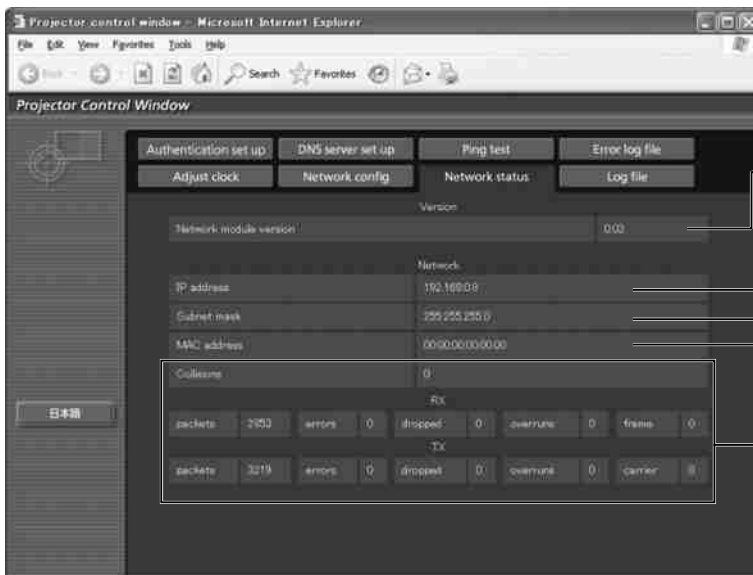 Projector control window - Microsoft Internet Explorer
File Edit View Favorites Tools Help
Back Search Favorites
Projector Control Window
Authentication set up DNS server set up Ping test Error log file
Adjust clock Network config Network status Log file
Version
Network module version 0.03
Network
IP address 192.168.0.8
Subnet mask 255.255.255.0
MAC address 00:00:00:00:00:00
Collisions 0
RX
packets 2953 errors 0 dropped 0 overruns 0 frame 0
TX
packets 3219 errors 0 dropped 0 overruns 0 carrier 0
日本語